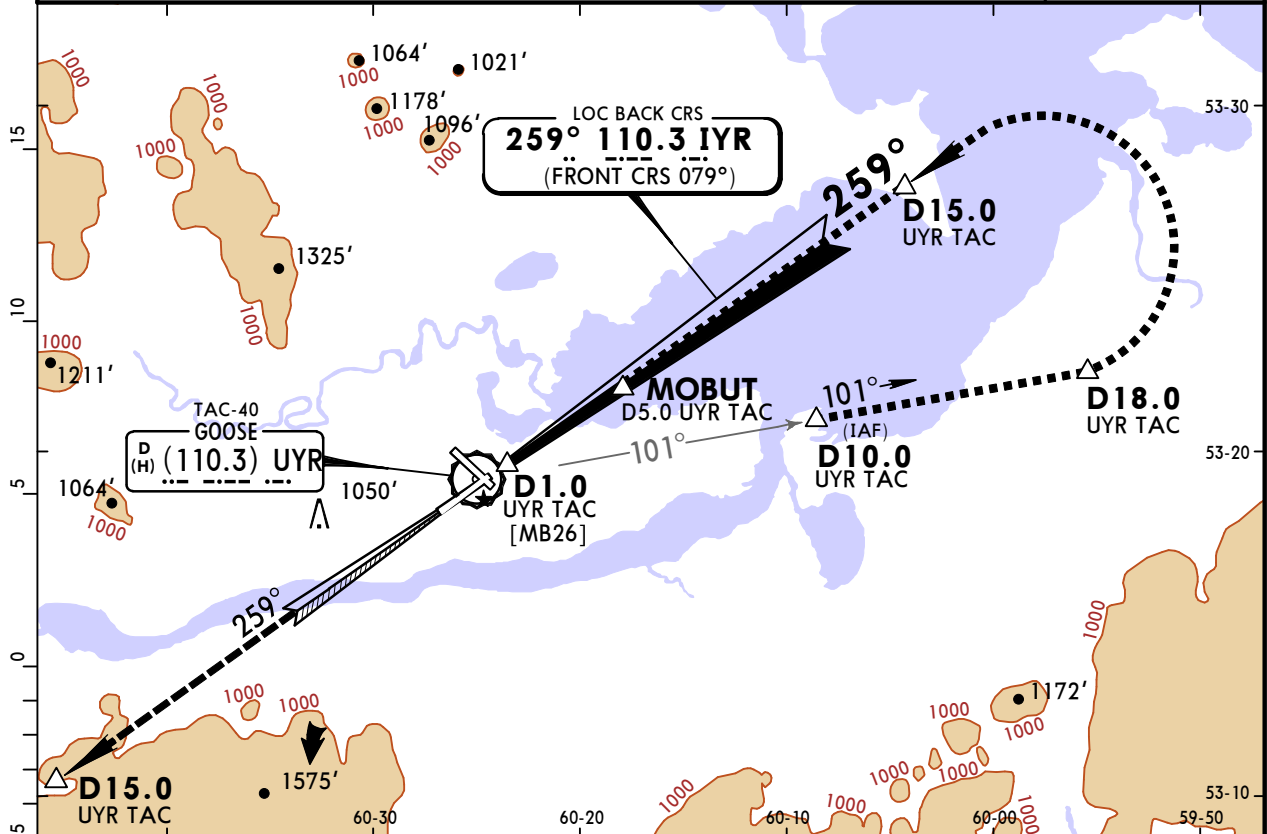 1000
1064'
1000
1021'
1000
1178'
1000
1096'
1000
1000
LOC BACK CRS
259° 110.3 IYR
(FRONT CRS 079°)
259°
53-30
15
D15.0
UYR TAC
1325'
1000
10
1000
1211'
MOBUT
D5.0 UYR TAC
101°
(IAF)
D10.0
UYR TAC
D18.0
UYR TAC
TAC-40
GOOSE
D
(H) (110.3) UYR
101°
53-20
5
1064'
1000
1050'
D1.0
UYR TAC
[MB26]
259°
0
1000
1000
1000
1172'
1000
1000
D15.0
UYR TAC
1575'
1000
1000
1000
1000
1000
53-10
5
60-30
60-20
60-10
60-00
59-50